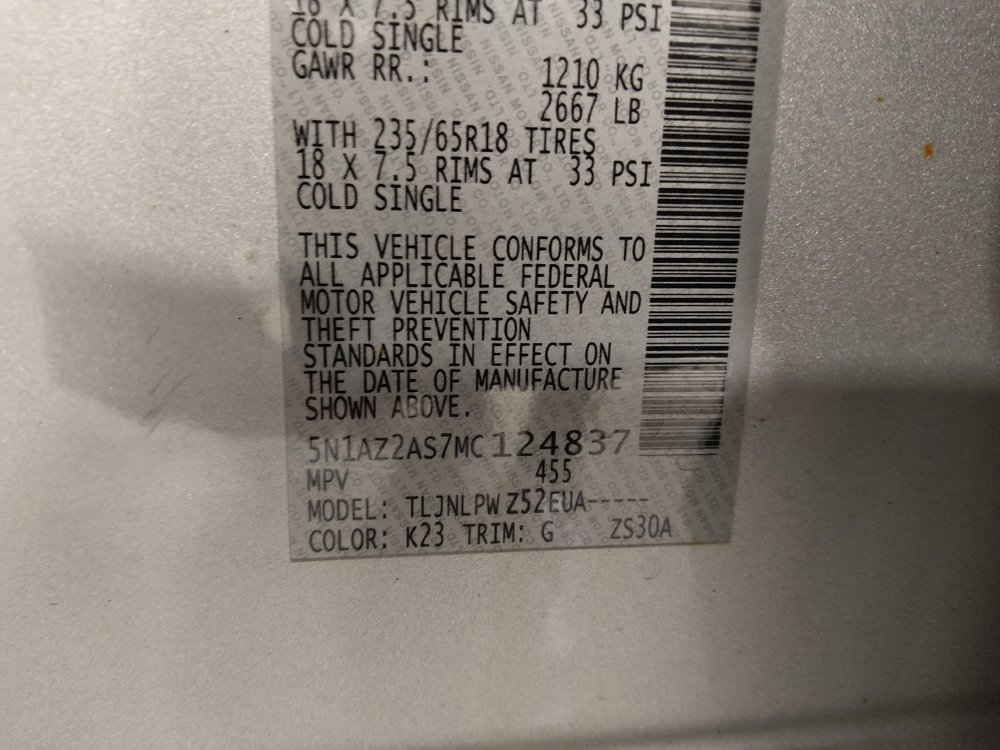 18 X 7.5 RIMS AT 33 PSI
COLD SINGLE
GAWR RR.: 1210 KG
2667 LB
WITH 235/65R18 TIRES
18 X 7.5 RIMS AT 33 PSI
COLD SINGLE
THIS VEHICLE CONFORMS TO
ALL APPLICABLE FEDERAL
MOTOR VEHICLE SAFETY AND
THEFT PREVENTION
STANDARDS IN EFFECT ON
THE DATE OF MANUFACTURE
SHOWN ABOVE.
5N1AZ2AS7MC124837
MPV 455
MODEL: TLJNLPW Z52EUA-----
COLOR: K23 TRIM: G ZS30A